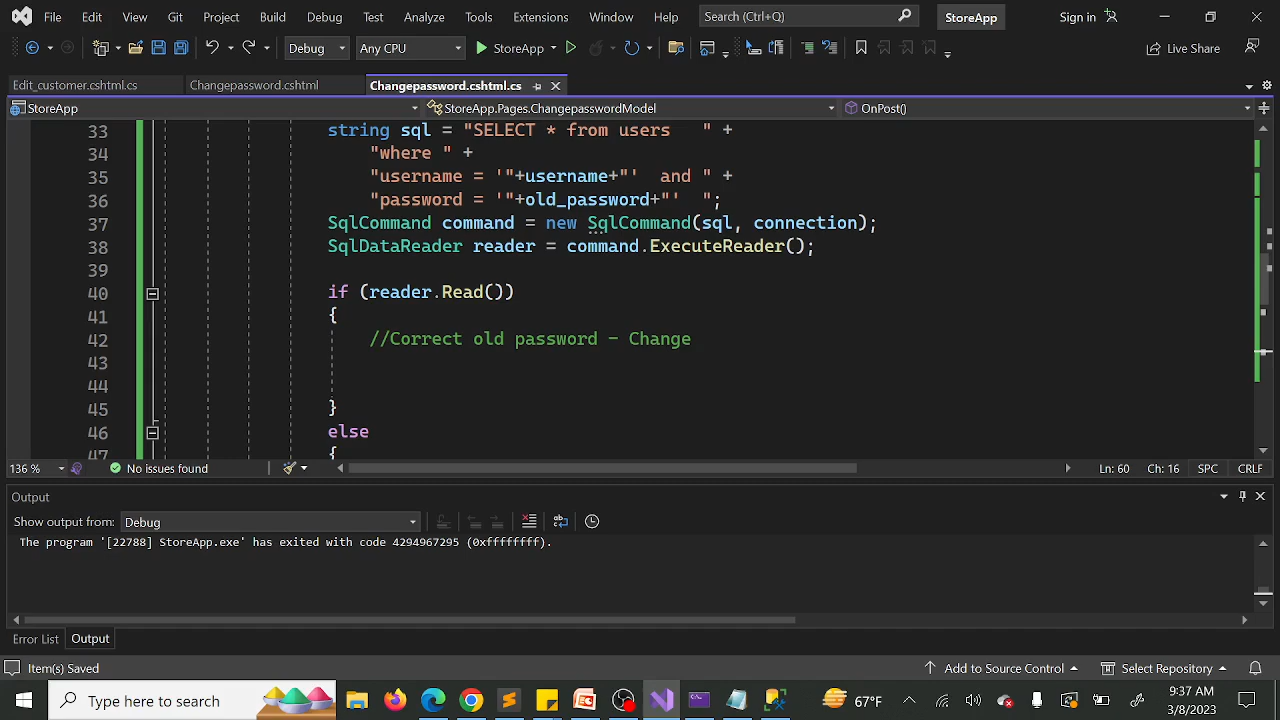 File Edit View Git Project Build Debug Test Analyze Tools Extensions Window Help Search (Ctrl+Q) StoreApp Sign in
Debug Any CPU StoreApp Live Share
Edit_customer.cshtml.cs Changepassword.cshtml Changepassword.cshtml.cs
StoreApp StoreApp.Pages.ChangepasswordModel OnPost()
33 string sql = "SELECT * from users   " +
34 "where " +
35 "username = '"+username+"'  and " +
36 "password = '"+old_password+"'  ";
37 SqlCommand command = new SqlCommand(sql, connection);
38 SqlDataReader reader = command.ExecuteReader();
39
40 if (reader.Read())
41 {
42 //Correct old password - Change
43
44
45 }
46 else
47 {
136 % No issues found Ln: 60 Ch: 16 SPC CRLF
Output
Show output from: Debug
The program '[22788] StoreApp.exe' has exited with code 4294967295 (0xffffffff).
Error List Output
Item(s) Saved Add to Source Control Select Repository
Type here to search 67°F 8:37 AM
3/8/2023